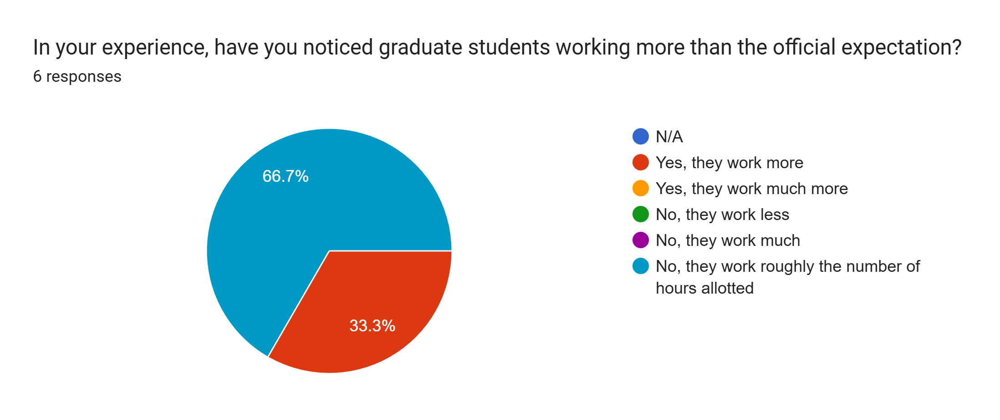 In your experience, have you noticed graduate students working more than the official expectation?
6 responses
66.7%
33.3%
N/A
Yes, they work more
Yes, they work much more
No, they work less
No, they work much
No, they work roughly the number of
hours allotted